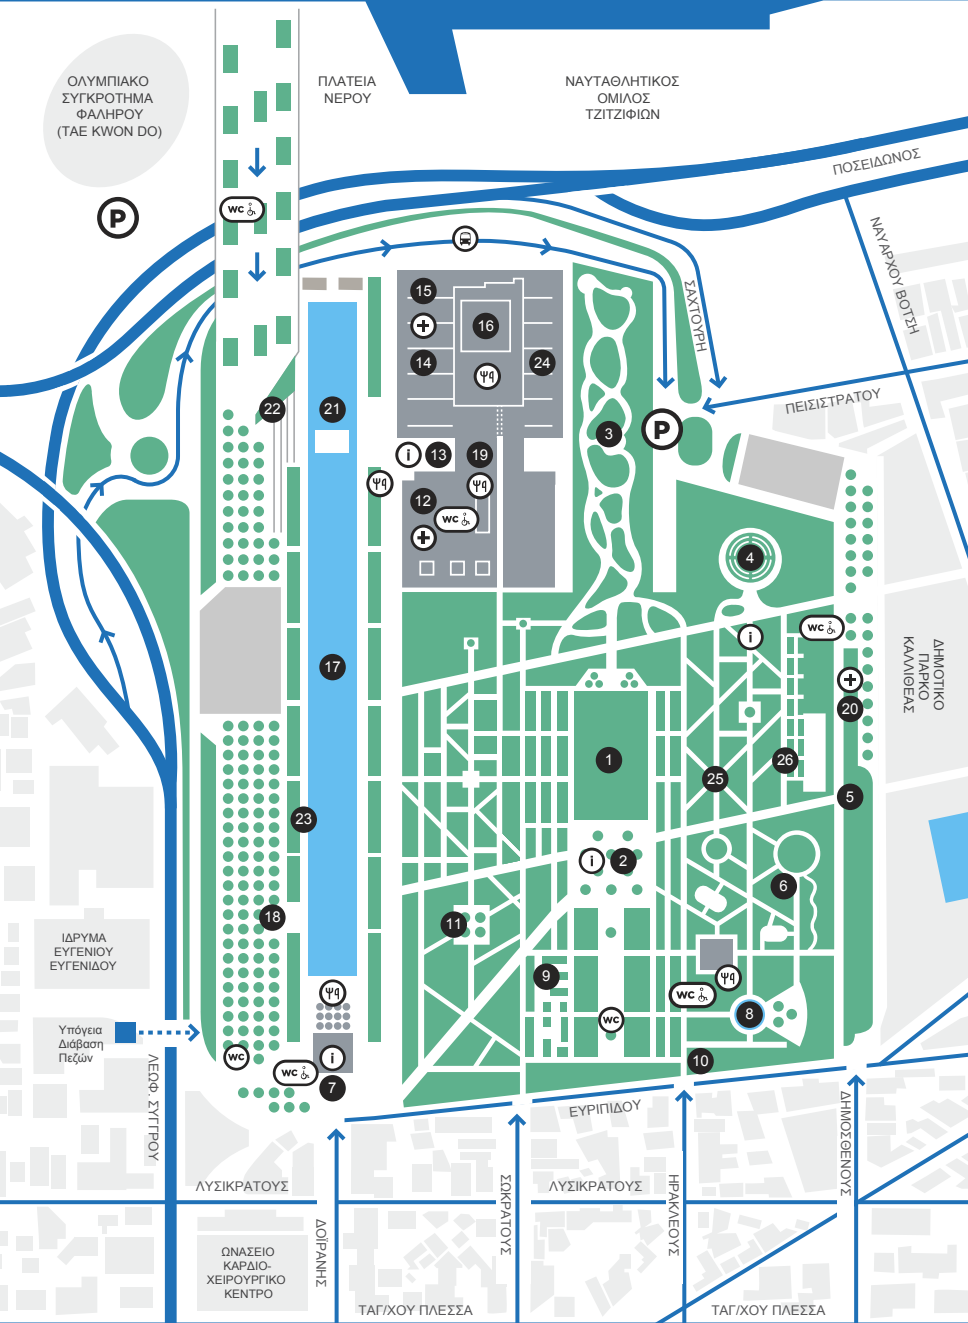 ΟΛΥΜΠΙΑΚΟ
ΣΥΓΚΡΟΤΗΜΑ
ΦΑΛΗΡΟΥ
(TAE KWON DO)
ΠΛΑΤΕΙΑ
ΝΕΡΟΥ
ΝΑΥΤΑΘΛΗΤΙΚΟΣ
ΟΜΙΛΟΣ
ΤΖΙΤΖΙΦΙΩΝ
ΠΟΣΕΙΔΩΝΟΣ
P
WC
ΝΑΥΑΡΧΟΥ ΒΟΤΣΗ
ΣΑΧΤΟΥΡΗ
15
16
14
24
ΠΕΙΣΙΣΤΡΑΤΟΥ
22
21
3
P
i
13
19
12
WC
4
i
WC
ΔΗΜΟΤΙΚΟ
ΠΑΡΚΟ
ΚΑΛΛΙΘΕΑΣ
17
20
1
25
26
5
23
i
2
6
18
11
ΙΔΡΥΜΑ
ΕΥΓΕΝΙΟΥ
ΕΥΓΕΝΙΔΟΥ
9
WC
8
WC
Υπόγεια
Διάβαση
Πεζών
WC
i
WC
7
10
ΛΕΩΦ. ΣΥΓΓΡΟΥ
ΕΥΡΙΠΙΔΟΥ
ΔΗΜΟΣΘΕΝΟΥΣ
ΛΥΣΙΚΡΑΤΟΥΣ
ΣΩΚΡΑΤΟΥΣ
ΛΥΣΙΚΡΑΤΟΥΣ
ΗΡΑΚΛΕΟΥΣ
ΔΟΪΡΑΝΗΣ
ΩΝΑΣΕΙΟ
ΚΑΡΔΙΟ-
ΧΕΙΡΟΥΡΓΙΚΟ
ΚΕΝΤΡΟ
ΤΑΓ/ΧΟΥ ΠΛΕΣΣΑ
ΤΑΓ/ΧΟΥ ΠΛΕΣΣΑ